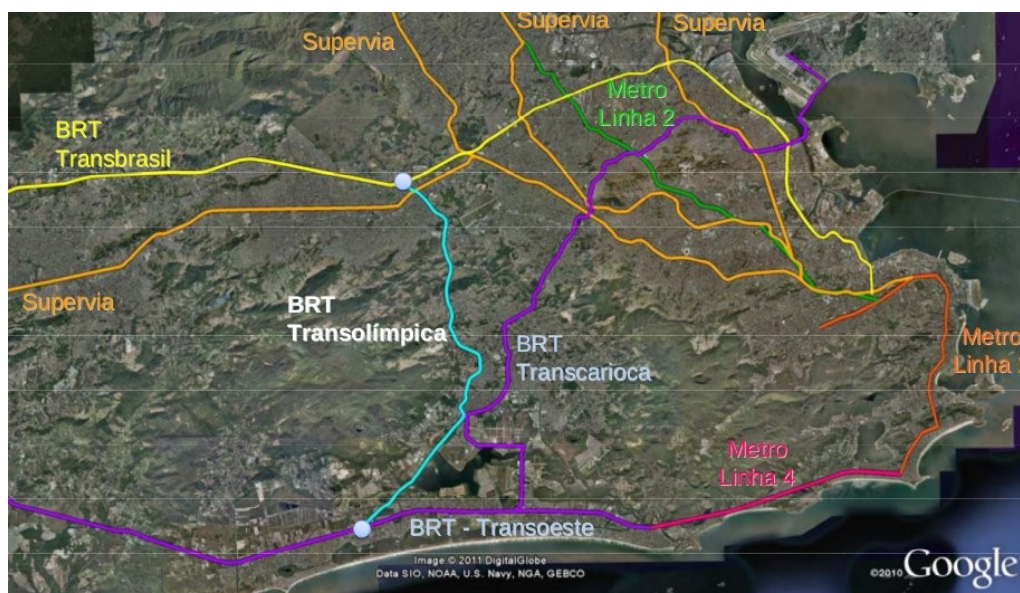 Supervia
Supervia
Supervia
Metro
Linha 2
BRT
Transbrasil
Supervia
BRT
Transolímpica
BRT
Transcarioca
Metro
Linha
Metro
Linha 4
BRT - Transoeste
Image © 2011 DigitalGlobe
Data SIO, NOAA, U.S. Navy, NGA, GEBCO
©2010 Google